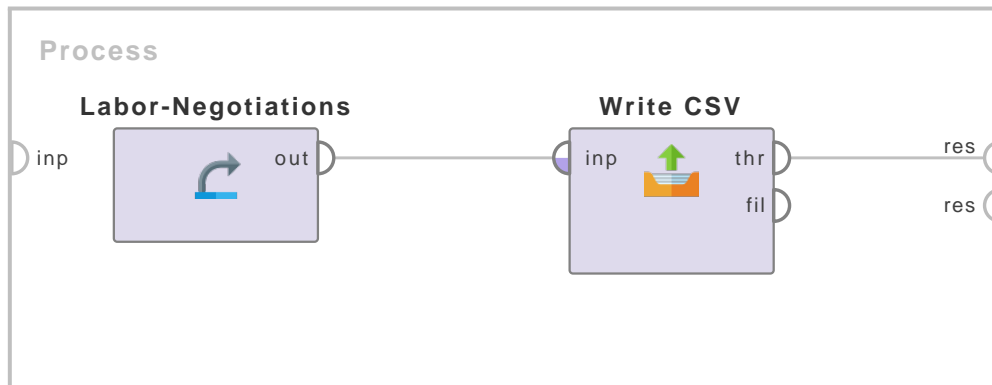 Process
Labor-Negotiations
Write CSV
inp
out
inp
thr
res
fil
res